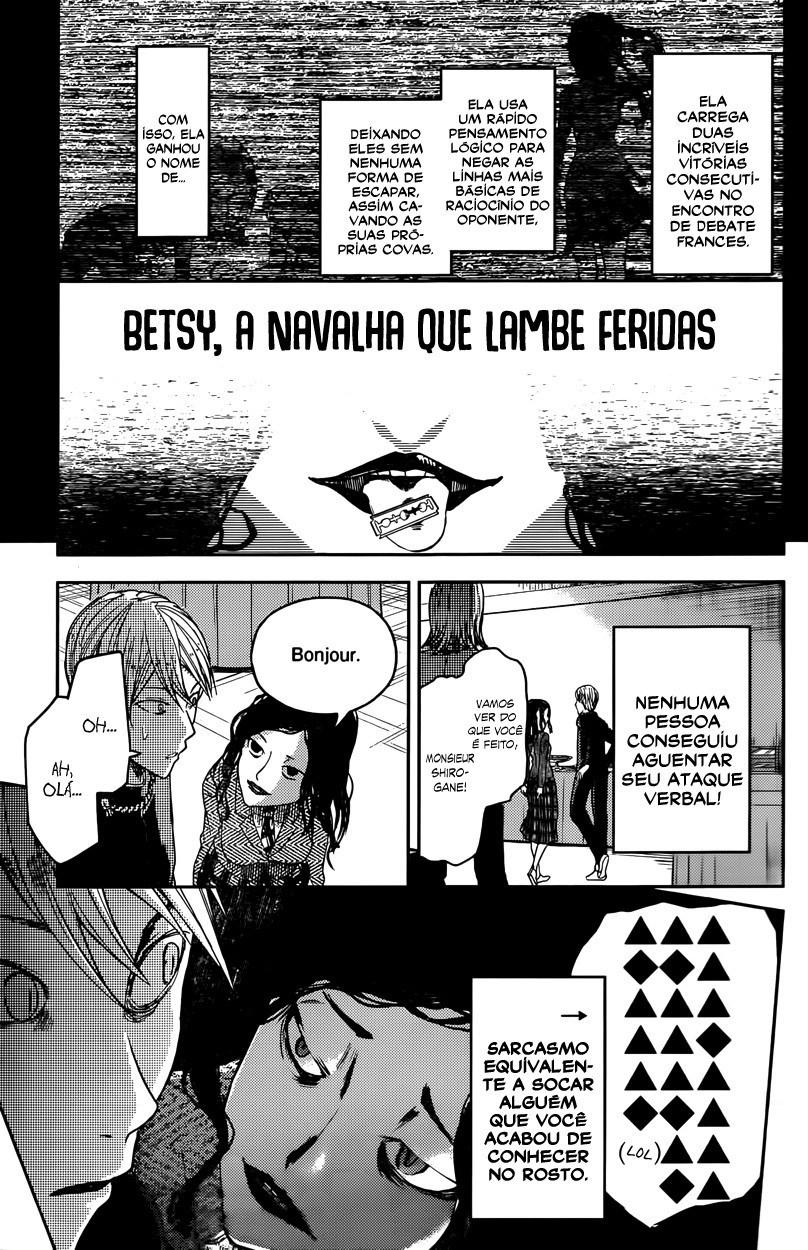 ELA
CARREGA
DUAS
INCRÍVEIS
VITÓRIAS
CONSECUTI-
VAS NO
ENCONTRO
DE DEBATE
FRANCES.
ELA USA
UM RÁPIDO
PENSAMENTO
LÓGICO PARA
NEGAR AS
LINHAS MAIS
BÁSICAS DE
RACIOCÍNIO DO
OPONENTE,
DEIXANDO
ELES SEM
NENHUMA
FORMA DE
ESCAPAR,
ASSIM CA-
VANDO AS
SUAS PRÓ-
PRIAS COVAS.
COM
ISSO, ELA
GANHOU
O NOME
DE...
BETSY, A NAVALHA QUE LAMBE FERIDAS
NENHUMA
PESSOA
CONSEGUIU
AGUENTAR
SEU ATAQUE
VERBAL!
VAMOS
VER DO
QUE VOCÊ
É FEITO,
MONSIEUR
SHIRO-
GANE!
Bonjour.
OH...
AH,
OLÁ...
▲▲▲
◆◆▲
▲▲▲
▲▲◆
▲▲▲
◆◆▲
(LOL)▲▲
◆▲
→
SARCASMO
EQUIVALEN-
TE A SOCAR
ALGUÉM
QUE VOCÊ
ACABOU DE
CONHECER
NO ROSTO.